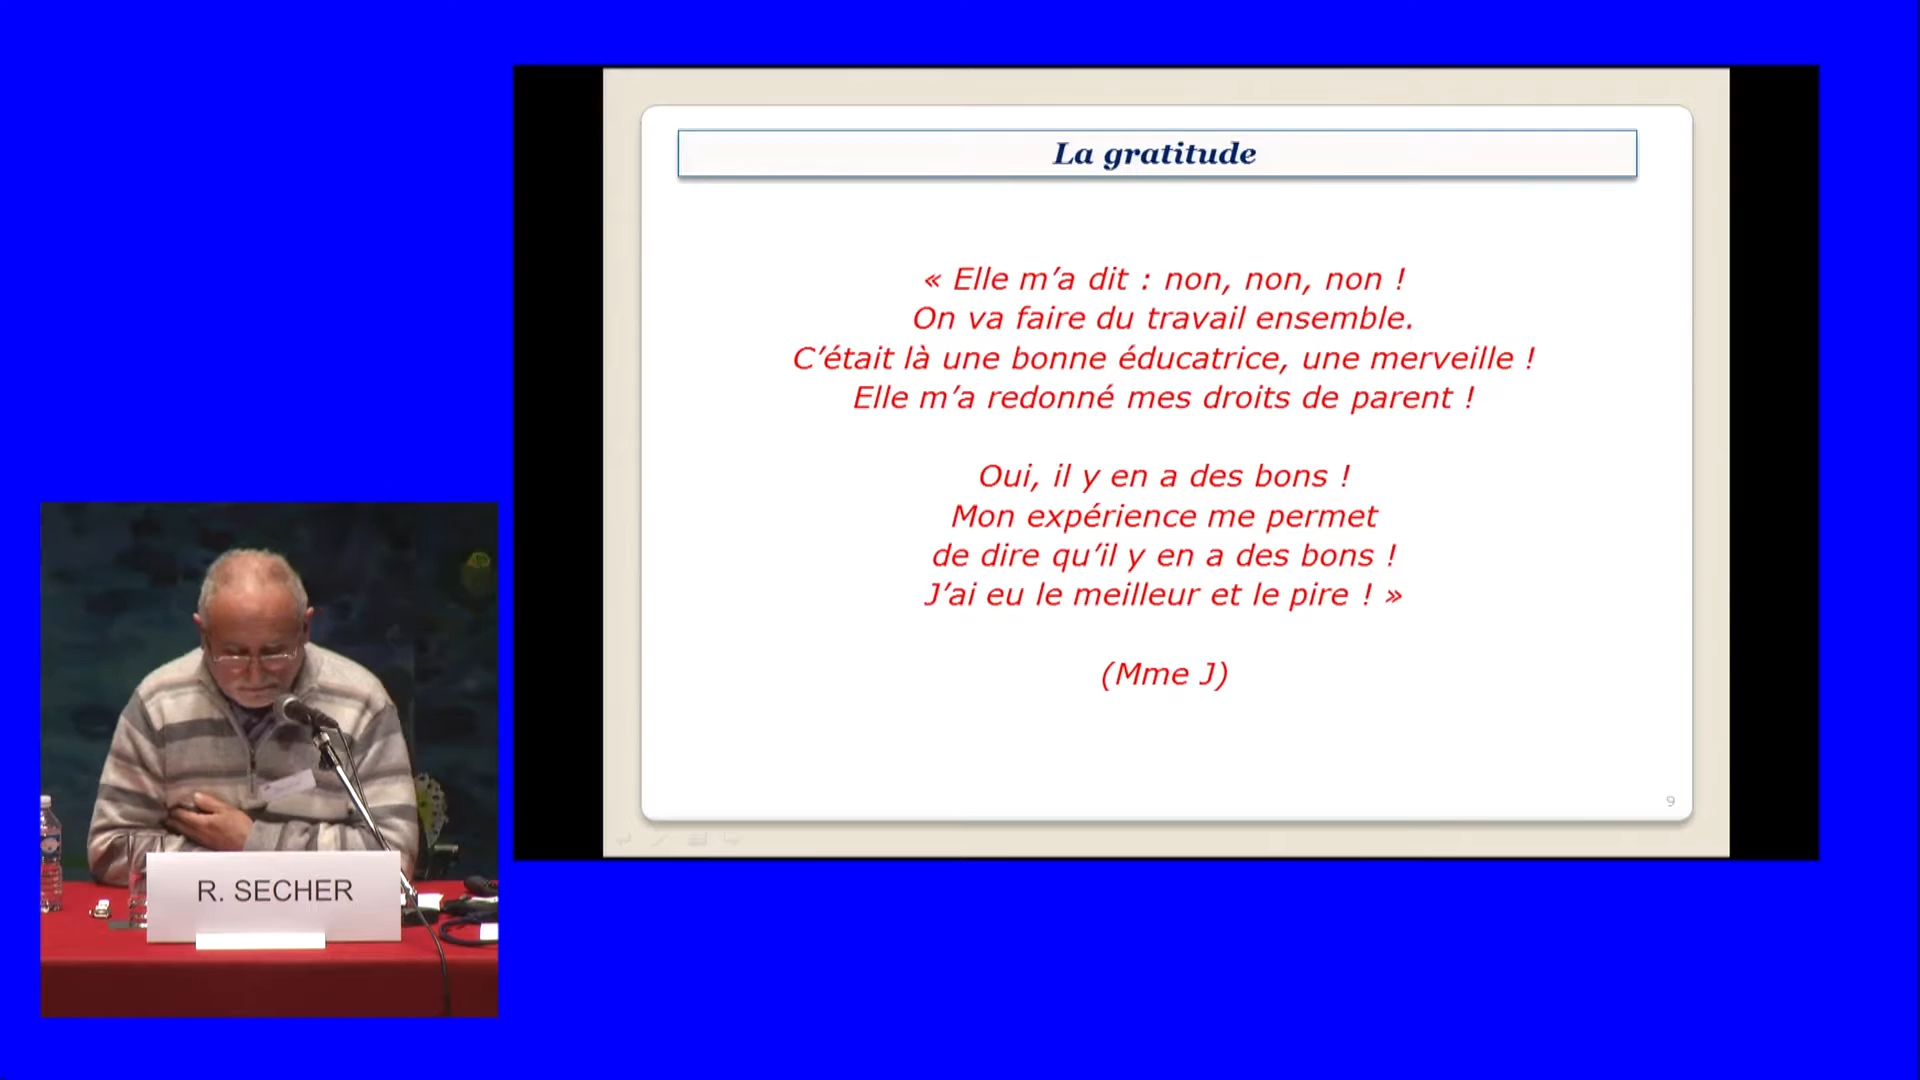 La gratitude
« Elle m’a dit : non, non, non !
On va faire du travail ensemble.
C’était là une bonne éducatrice, une merveille !
Elle m’a redonné mes droits de parent !
Oui, il y en a des bons !
Mon expérience me permet
de dire qu’il y en a des bons !
J’ai eu le meilleur et le pire ! »
(Mme J)
9
R. SECHER